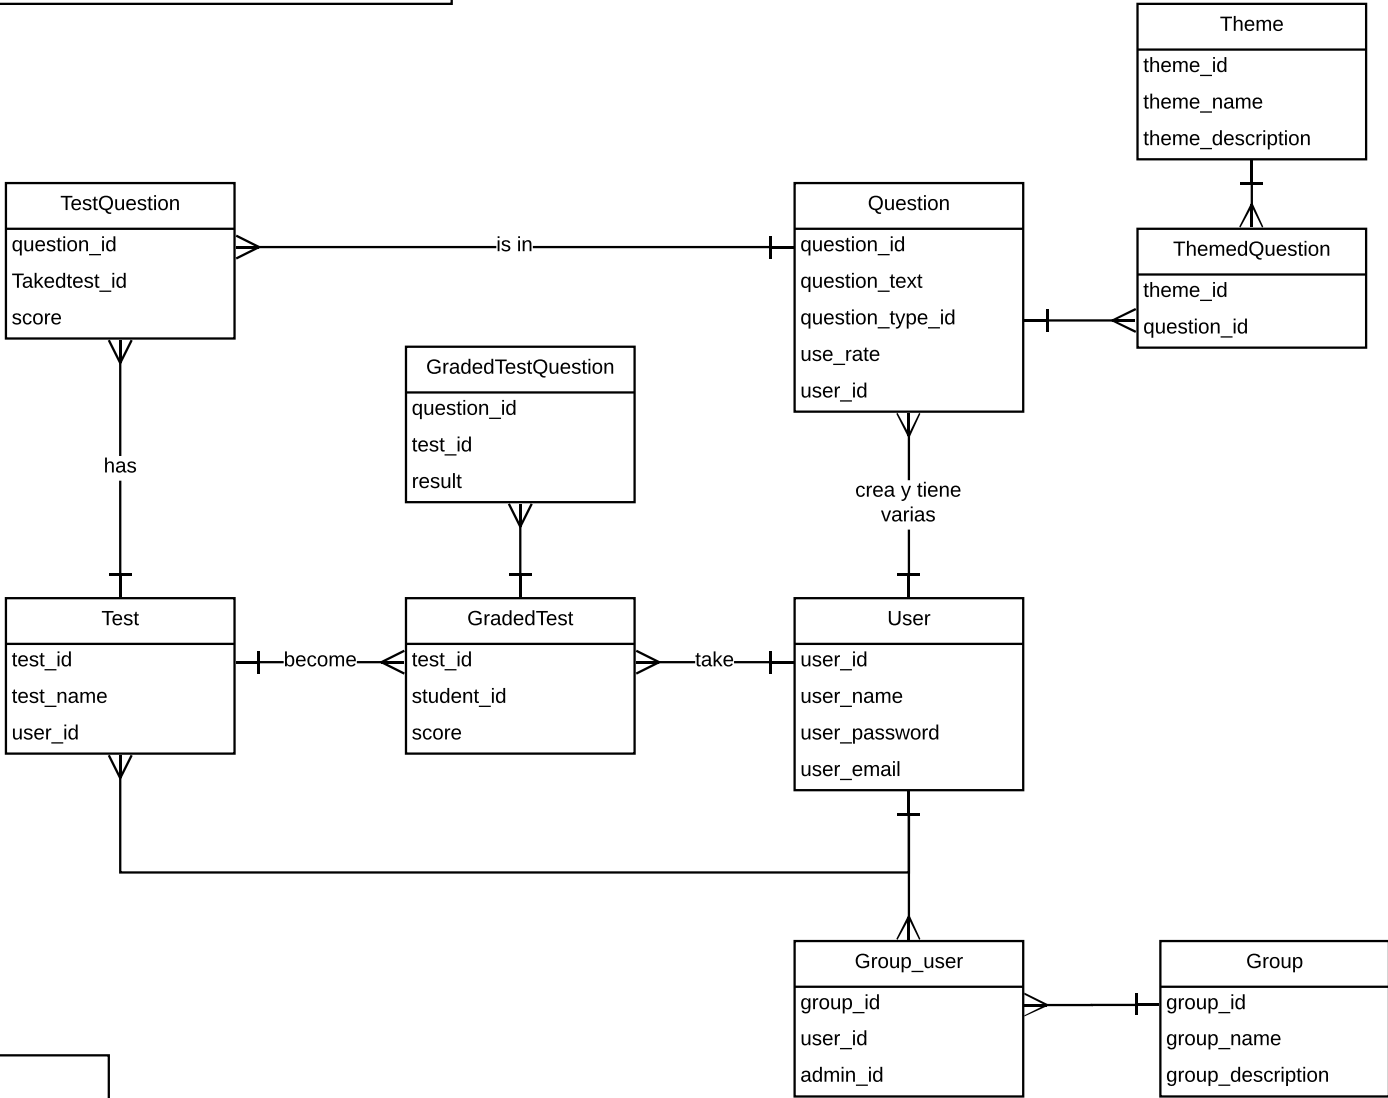 Theme
theme_id
theme_name
theme_description
TestQuestion
question_id
Takedtest_id
score
is in
Question
question_id
question_text
question_type_id
use_rate
user_id
ThemedQuestion
theme_id
question_id
GradedTestQuestion
question_id
test_id
result
has
crea y tiene
varias
Test
test_id
test_name
user_id
become
GradedTest
test_id
student_id
score
take
User
user_id
user_name
user_password
user_email
Group_user
group_id
user_id
admin_id
Group
group_id
group_name
group_description